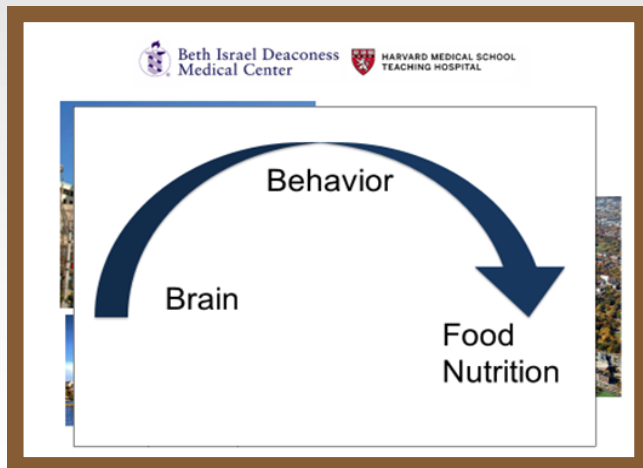 Beth Israel Deaconess
Medical Center
HARVARD MEDICAL SCHOOL
TEACHING HOSPITAL
Behavior
Brain
Food
Nutrition